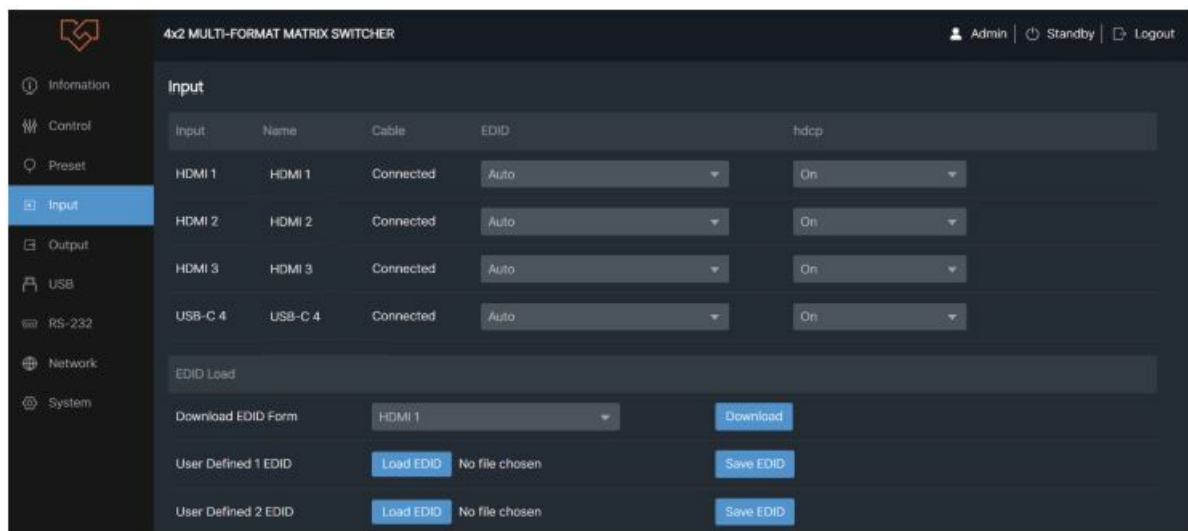 4x2 MULTI-FORMAT MATRIX SWITCHER
Admin | Standby | Logout
Infomation
Control
Preset
Input
Output
USB
RS-232
Network
System
Input
Input Name Cable EDID hdcp
HDMI 1 HDMI 1 Connected Auto On
HDMI 2 HDMI 2 Connected Auto On
HDMI 3 HDMI 3 Connected Auto On
USB-C 4 USB-C 4 Connected Auto On
EDID Load
Download EDID Form HDMI 1 Download
User Defined 1 EDID Load EDID No file chosen Save EDID
User Defined 2 EDID Load EDID No file chosen Save EDID